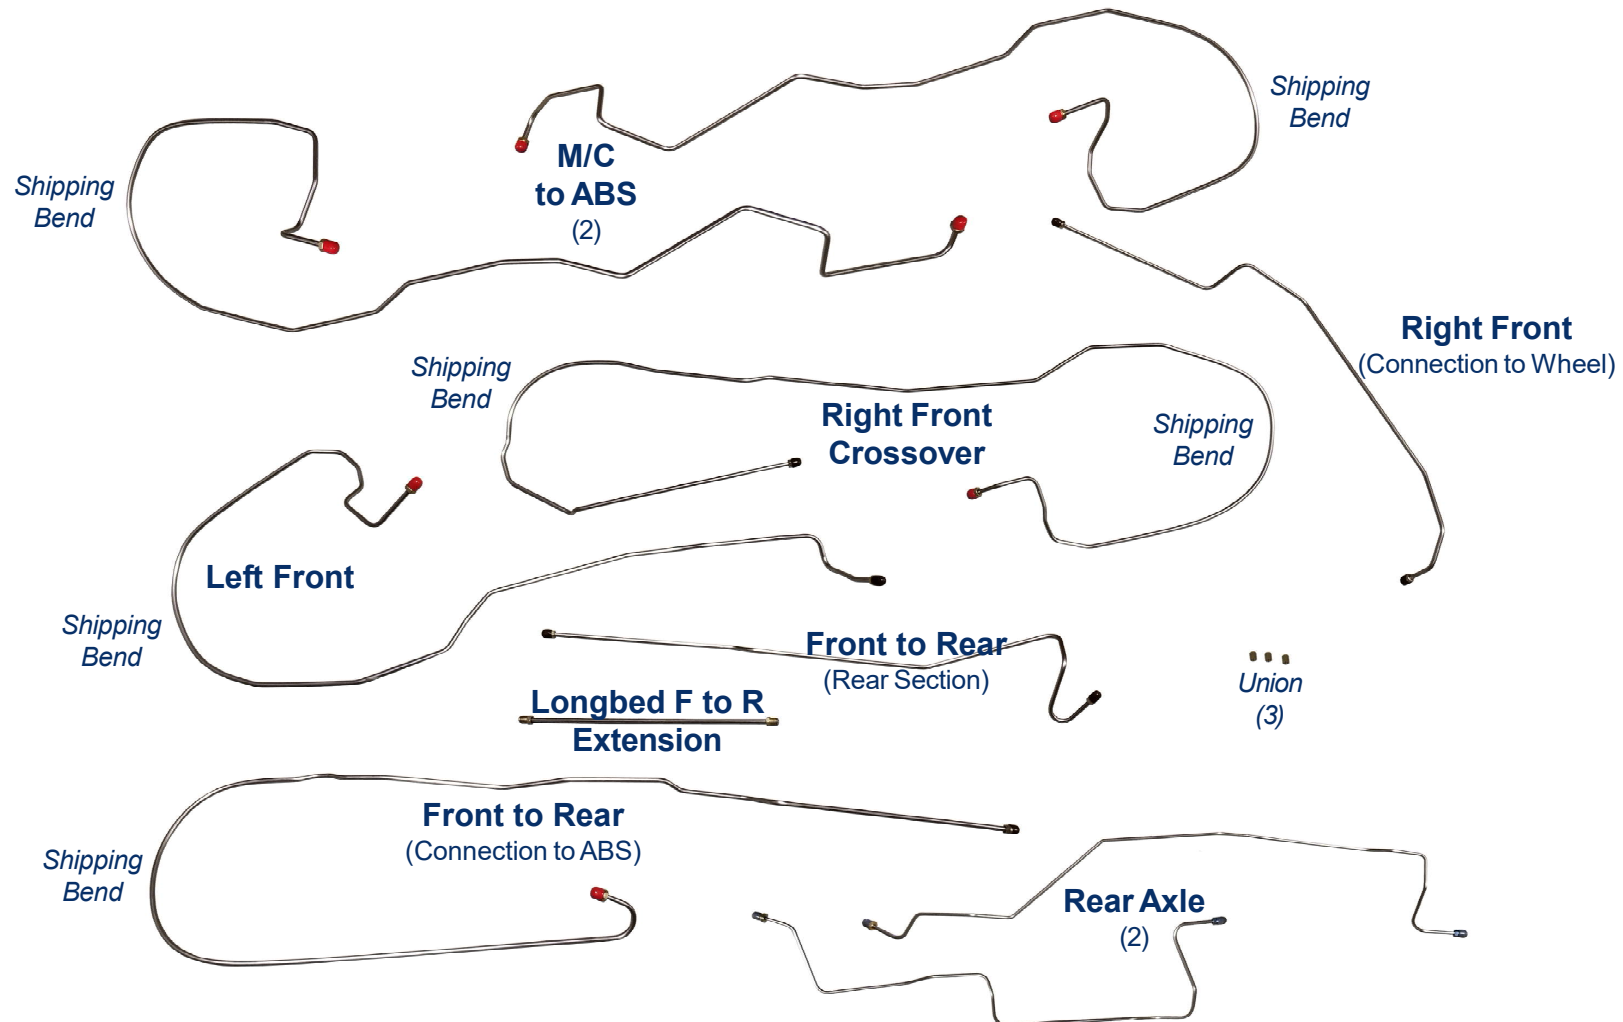 Shipping
Bend
M/C
to ABS
(2)
Shipping
Bend
Right Front
(Connection to Wheel)
Shipping
Bend
Right Front
Crossover
Shipping
Bend
Left Front
Shipping
Bend
Front to Rear
(Rear Section)
Union
(3)
Longbed F to R
Extension
Front to Rear
(Connection to ABS)
Shipping
Bend
Rear Axle
(2)